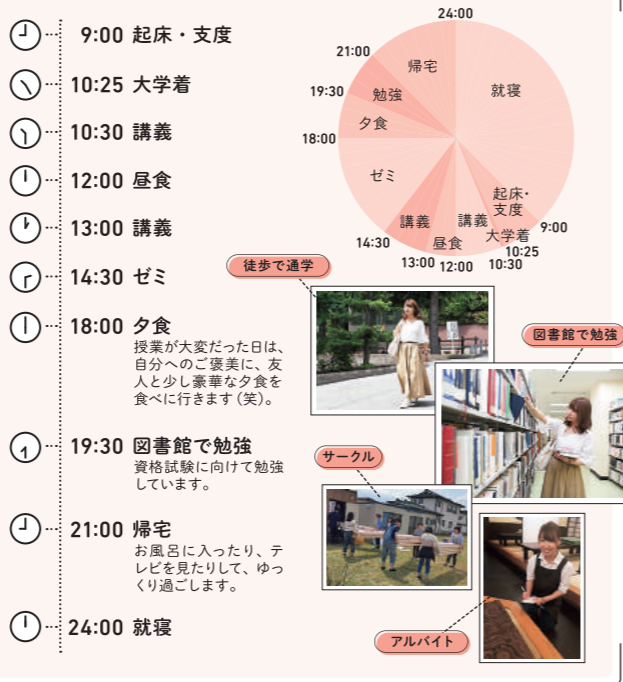 9:00 起床・支度
10:25 大学着
10:30 講義
12:00 昼食
13:00 講義
14:30 ゼミ
18:00 夕食
授業が大変だった日は、
自分へのご褒美に、友
人と少し豪華な夕食を
食べに行きます(笑)。
19:30 図書館で勉強
資格試験に向けて勉強
しています。
21:00 帰宅
お風呂に入ったり、テ
レビを見たりして、ゆっ
くり過ごします。
24:00 就寝
24:00
21:00
帰宅
就寝
19:30
勉強
夕食
18:00
ゼミ
起床・
支度
講義
講義
9:00
14:30
昼食
大学着
10:25
13:00
12:00
10:30
徒歩で通学
図書館で勉強
サークル
アルバイト